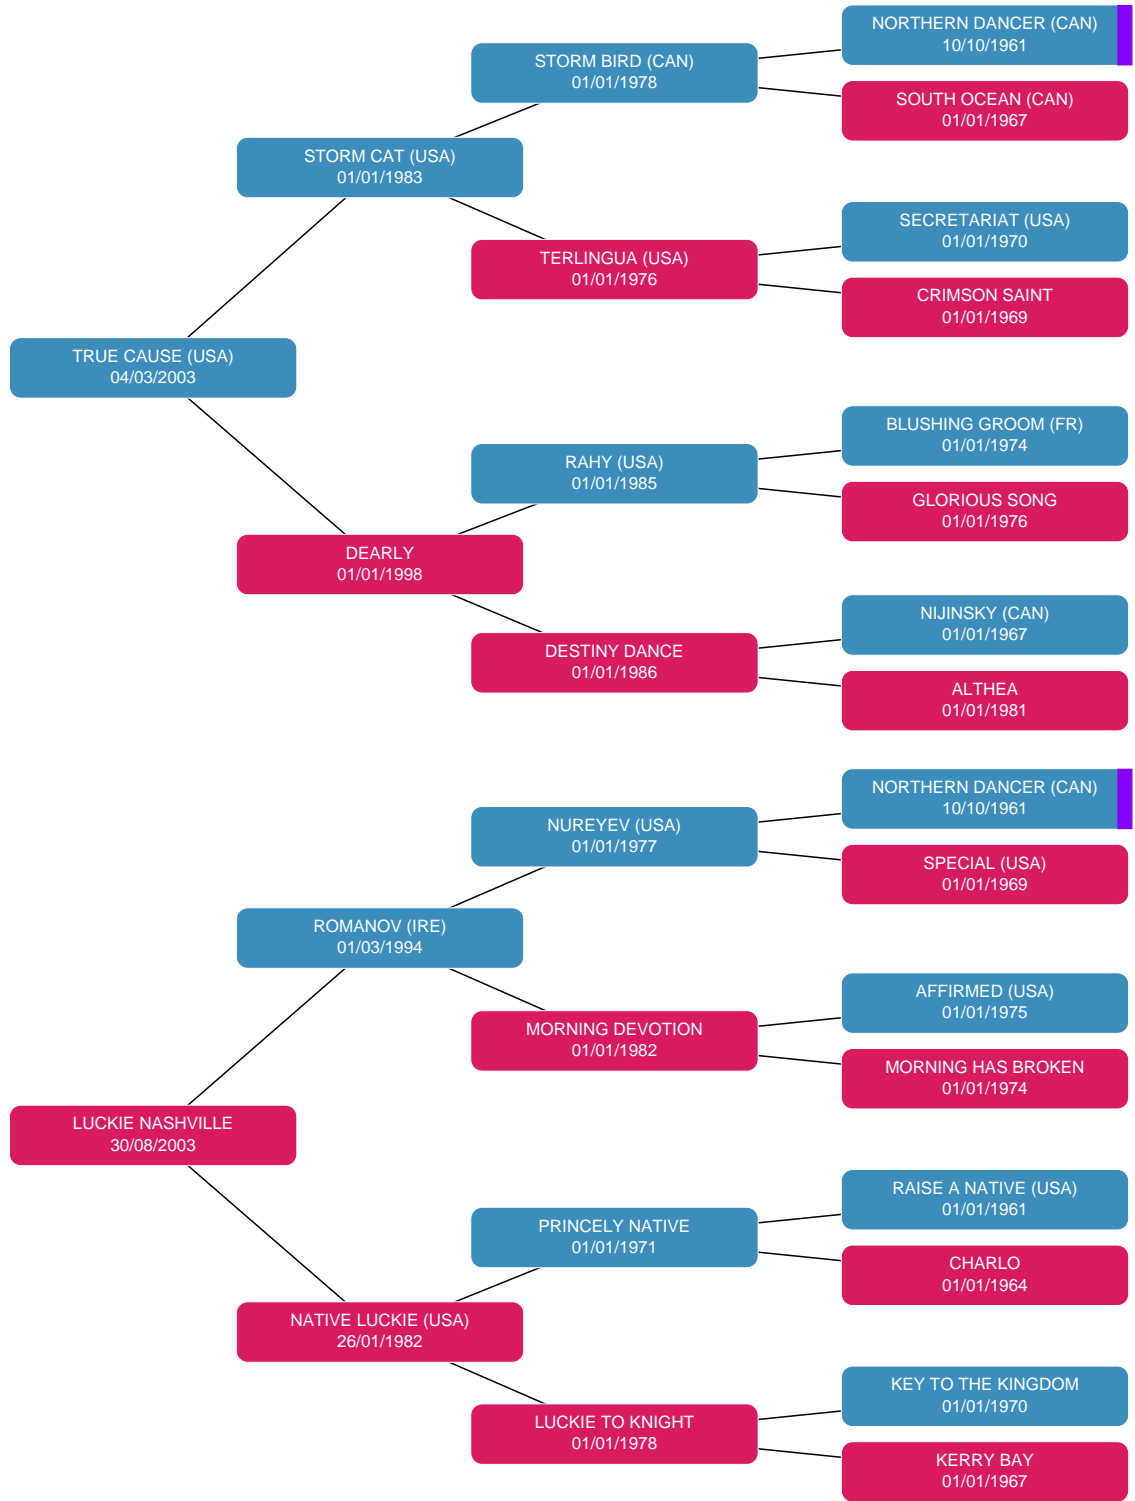 NORTHERN DANCER (CAN)
10/10/1961
STORM BIRD (CAN)
01/01/1978
SOUTH OCEAN (CAN)
01/01/1967
STORM CAT (USA)
01/01/1983
SECRETARIAT (USA)
01/01/1970
TERLINGUA (USA)
01/01/1976
CRIMSON SAINT
01/01/1969
TRUE CAUSE (USA)
04/03/2003
BLUSHING GROOM (FR)
01/01/1974
RAHY (USA)
01/01/1985
GLORIOUS SONG
01/01/1976
DEARLY
01/01/1998
NIJINSKY (CAN)
01/01/1967
DESTINY DANCE
01/01/1986
ALTHEA
01/01/1981
NORTHERN DANCER (CAN)
10/10/1961
NUREYEV (USA)
01/01/1977
SPECIAL (USA)
01/01/1969
ROMANOV (IRE)
01/03/1994
AFFIRMED (USA)
01/01/1975
MORNING DEVOTION
01/01/1982
MORNING HAS BROKEN
01/01/1974
LUCKIE NASHVILLE
30/08/2003
RAISE A NATIVE (USA)
01/01/1961
PRINCELY NATIVE
01/01/1971
CHARLO
01/01/1964
NATIVE LUCKIE (USA)
26/01/1982
KEY TO THE KINGDOM
01/01/1970
LUCKIE TO KNIGHT
01/01/1978
KERRY BAY
01/01/1967